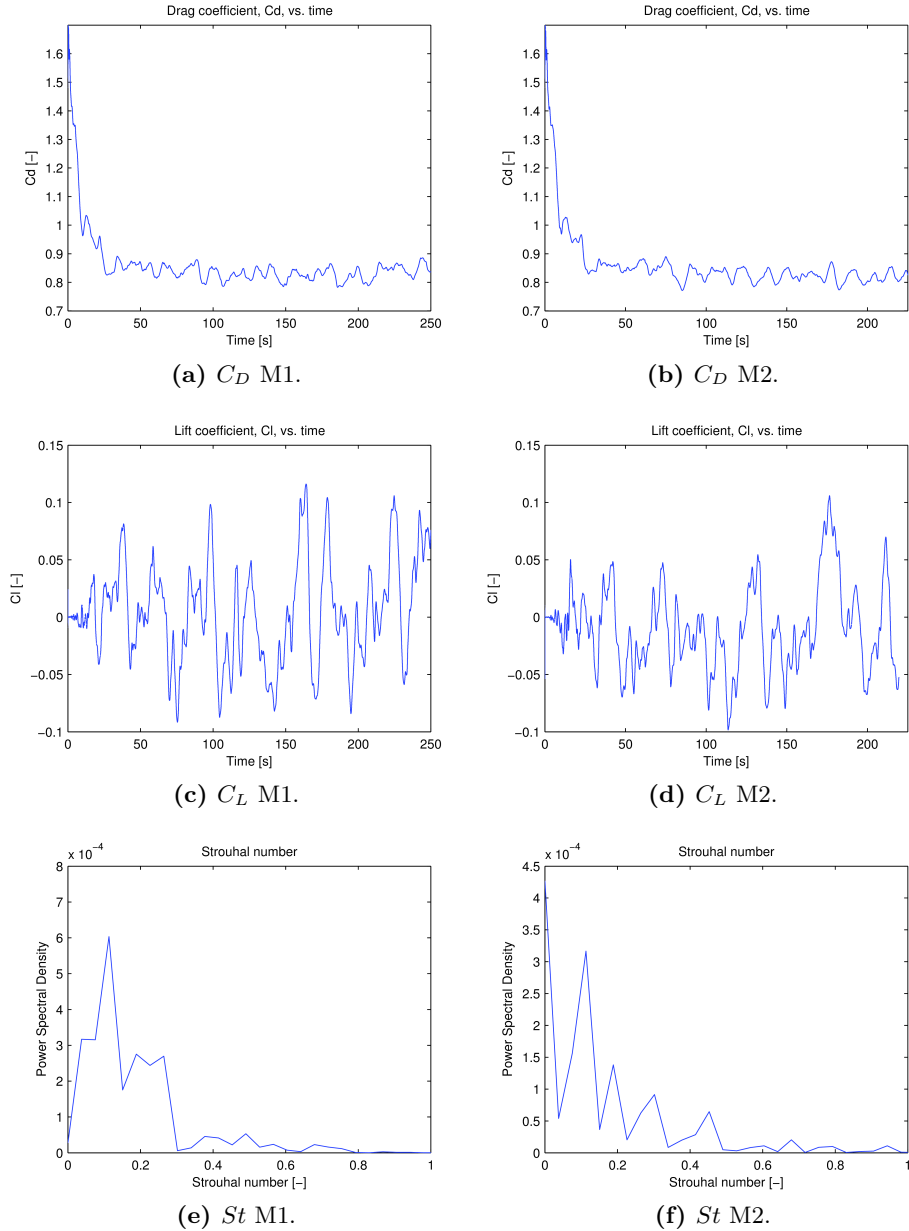 Drag coefficient, Cd, vs. time
1.6
1.5
1.4
1.3
1.2
1.1
1
0.9
0.8
0.7
Cd [−]
0 50 100 150 200 250
Time [s]
(a) C_D M1.
Drag coefficient, Cd, vs. time
1.6
1.5
1.4
1.3
1.2
1.1
1
0.9
0.8
0.7
Cd [−]
0 50 100 150 200
Time [s]
(b) C_D M2.
Lift coefficient, Cl, vs. time
0.15
0.1
0.05
0
−0.05
−0.1
Cl [−]
0 50 100 150 200 250
Time [s]
(c) C_L M1.
Lift coefficient, Cl, vs. time
0.15
0.1
0.05
0
−0.05
−0.1
Cl [−]
0 50 100 150 200
Time [s]
(d) C_L M2.
x 10⁻⁴
Strouhal number
8
7
6
5
4
3
2
1
0
Power Spectral Density
0 0.2 0.4 0.6 0.8 1
Strouhal number [−]
(e) St M1.
x 10⁻⁴
Strouhal number
4.5
4
3.5
3
2.5
2
1.5
1
0.5
0
Power Spectral Density
0 0.2 0.4 0.6 0.8 1
Strouhal number [−]
(f) St M2.